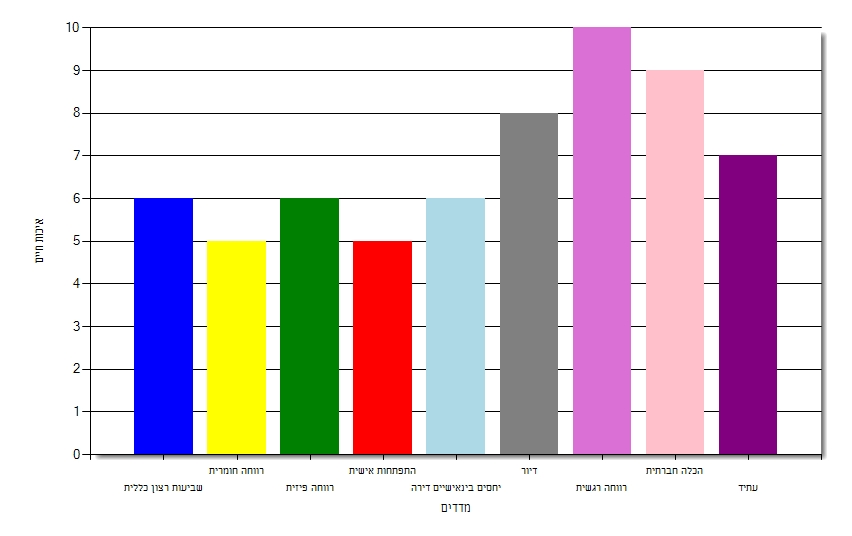 10
9
8
7
6
5
4
3
2
1
0
איכות חיים
שביעות רצון כללית
רווחה חומרית
רווחה פיזית
התפתחות אישית
יחסים בינאישיים דירה
דיור
רווחה רגשית
הכלה חברתית
עתיד
מדדים